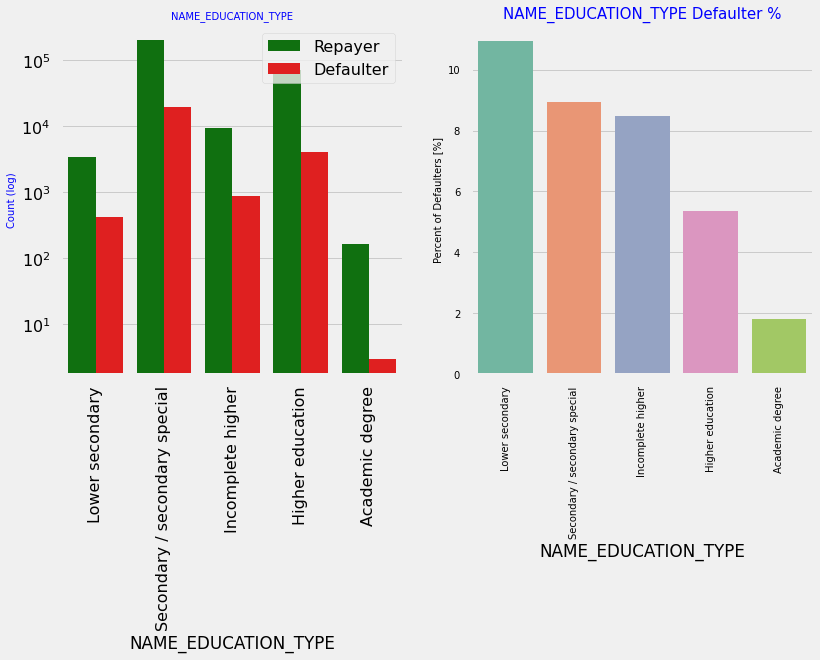 NAME_EDUCATION_TYPE
Repayer
Defaulter
Count (log)
10^5
10^4
10^3
10^2
10^1
Lower secondary
Secondary / secondary special
Incomplete higher
Higher education
Academic degree
NAME_EDUCATION_TYPE
NAME_EDUCATION_TYPE Defaulter %
Percent of Defaulters [%]
10
8
6
4
2
0
Lower secondary
Secondary / secondary special
Incomplete higher
Higher education
Academic degree
NAME_EDUCATION_TYPE